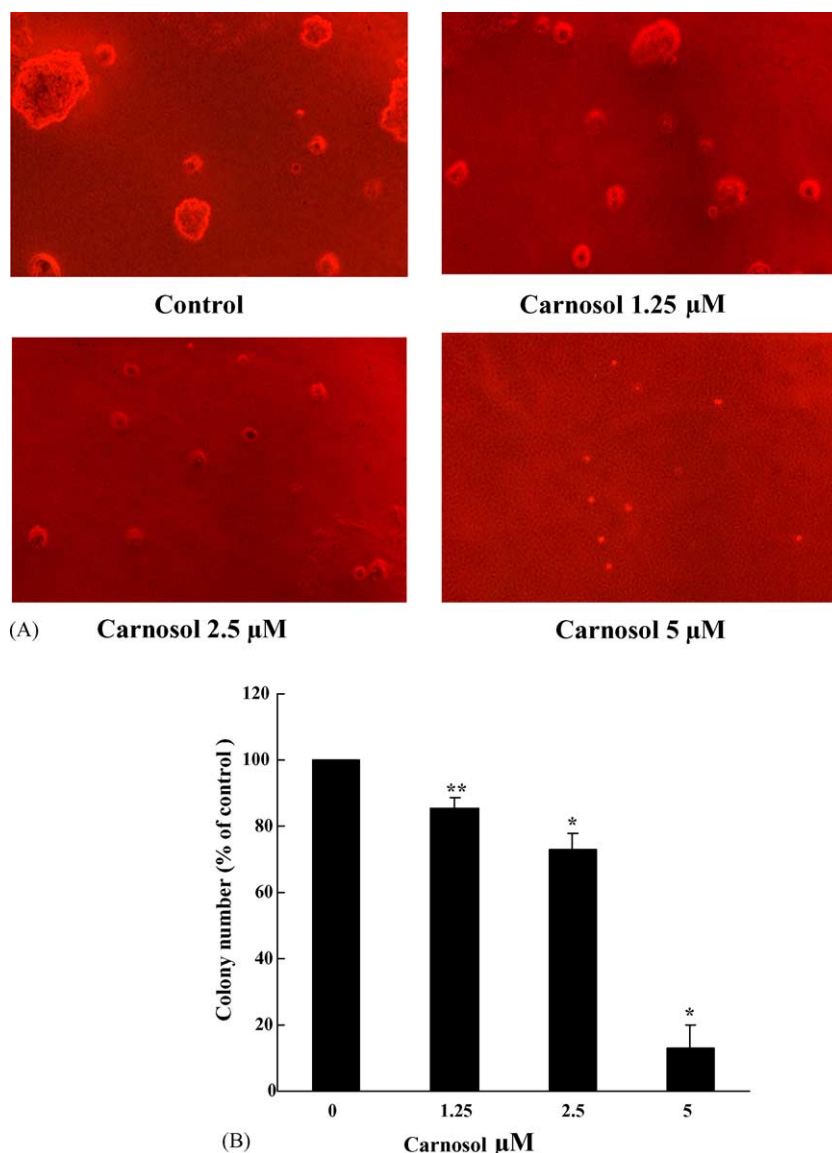 Control
Carnosol 1.25 μM
(A)
Carnosol 2.5 μM
Carnosol 5 μM
120
100
80
60
40
20
0
Colony number (% of control )
**
*
*
0
1.25
2.5
5
(B)
Carnosol μM